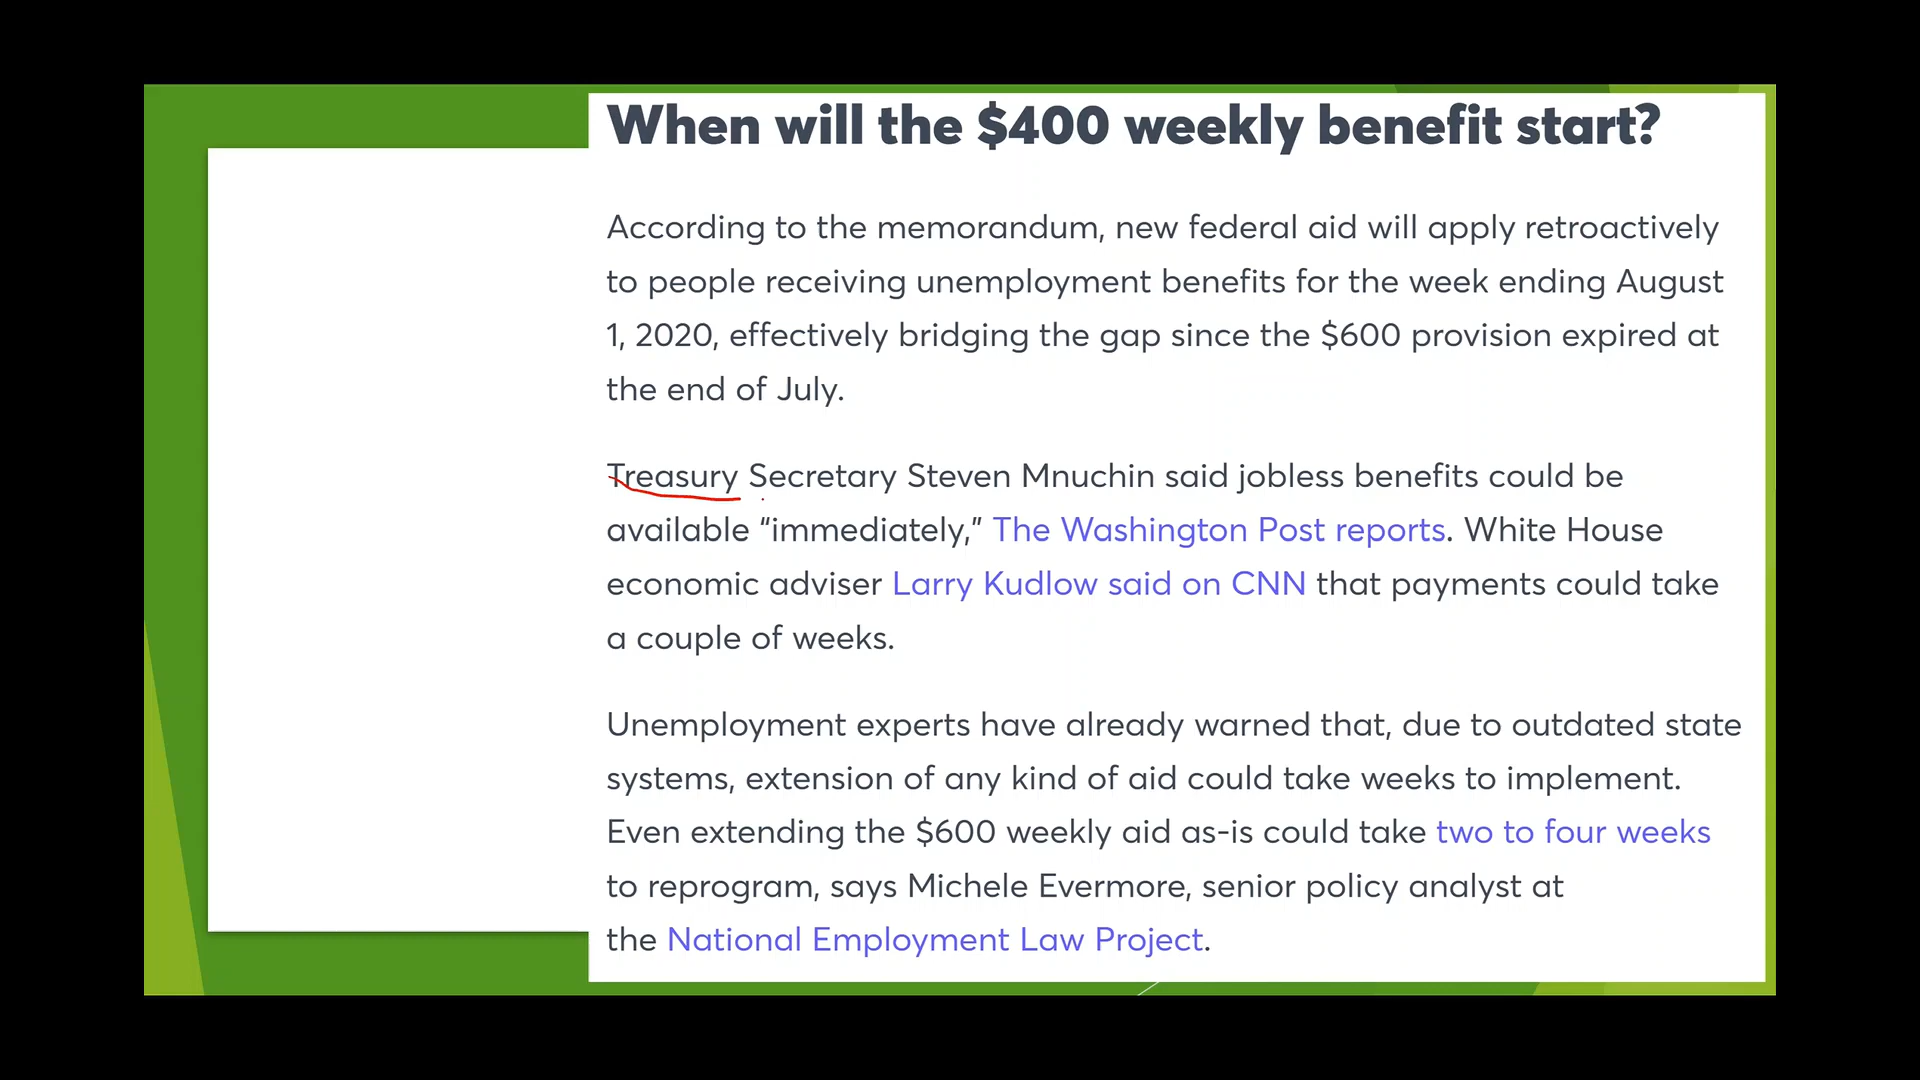 When will the $400 weekly benefit start?
According to the memorandum, new federal aid will apply retroactively
to people receiving unemployment benefits for the week ending August
1, 2020, effectively bridging the gap since the $600 provision expired at
the end of July.
Treasury Secretary Steven Mnuchin said jobless benefits could be
available “immediately,” The Washington Post reports. White House
economic adviser Larry Kudlow said on CNN that payments could take
a couple of weeks.
Unemployment experts have already warned that, due to outdated state
systems, extension of any kind of aid could take weeks to implement.
Even extending the $600 weekly aid as-is could take two to four weeks
to reprogram, says Michele Evermore, senior policy analyst at
the National Employment Law Project.